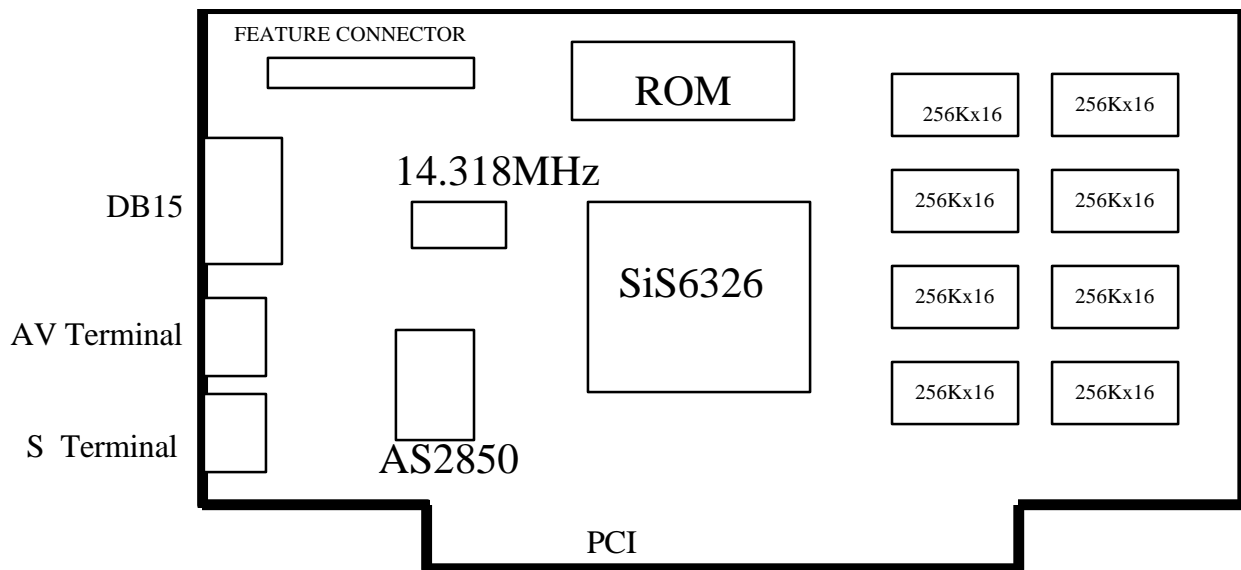 FEATURE CONNECTOR
ROM
256Kx16
256Kx16
14.318MHz
DB15
256Kx16
256Kx16
SiS6326
256Kx16
256Kx16
AV Terminal
256Kx16
256Kx16
S Terminal
AS2850
PCI